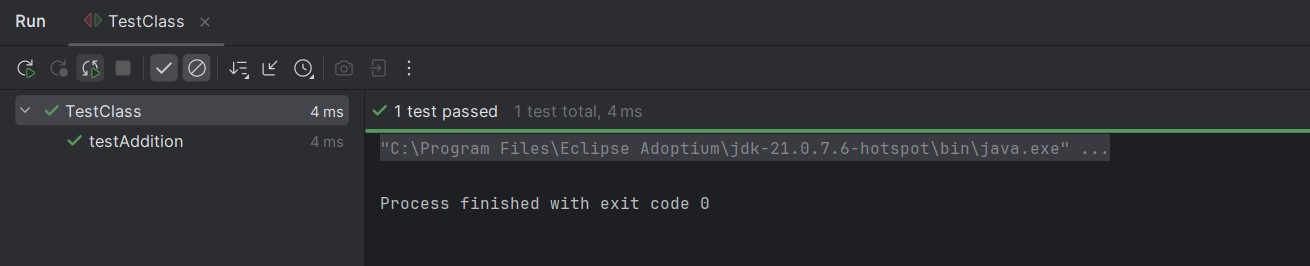 Run TestClass
TestClass 4 ms
testAddition 4 ms
1 test passed 1 test total, 4 ms
"C:\Program Files\Eclipse Adoptium\jdk-21.0.7.6-hotspot\bin\java.exe" ...
Process finished with exit code 0